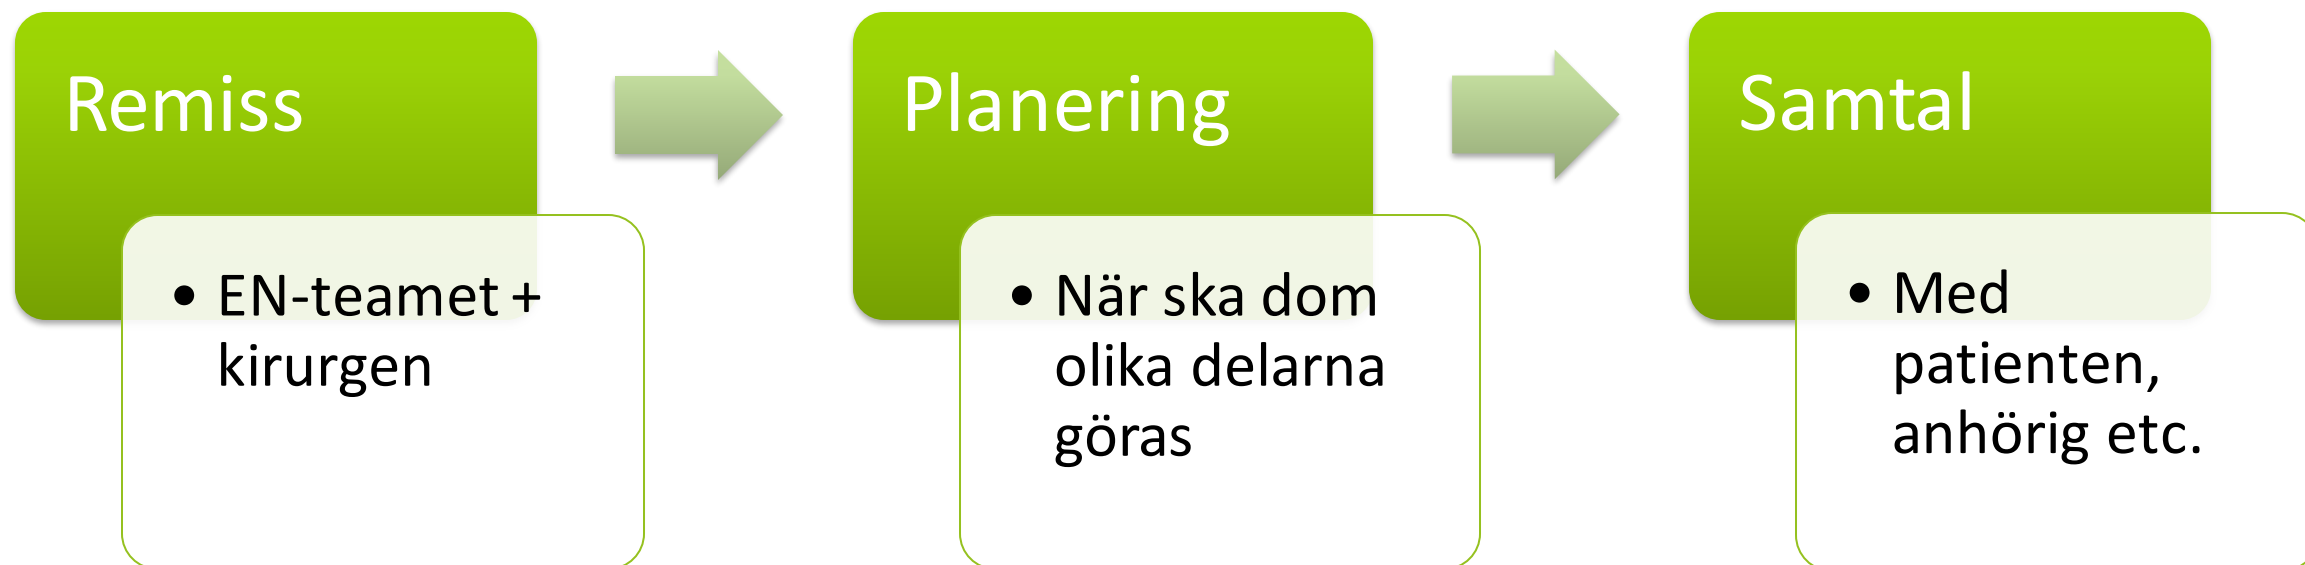 Remiss
• EN-teamet +
kirurgen
Planering
• När ska dom
olika delarna
göras
Samtal
• Med
patienten,
anhörig etc.